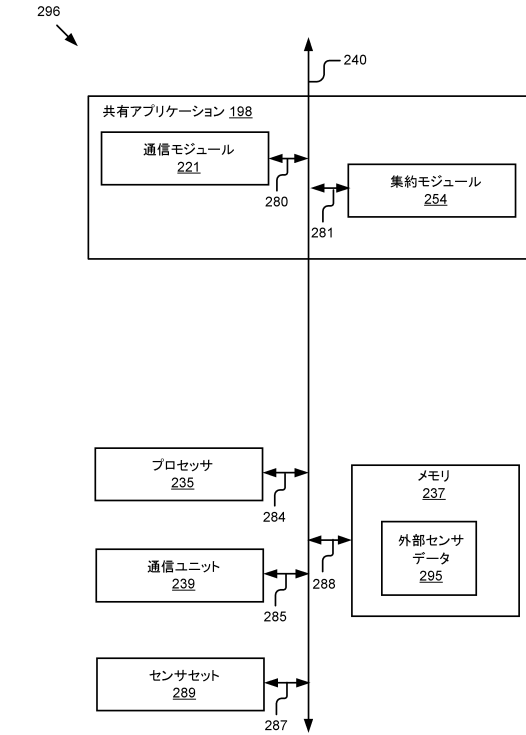 296
240
共有アプリケーション 198
通信モジュール
221
280
集約モジュール
254
281
プロセッサ
235
284
メモリ
237
外部センサ
データ
295
288
通信ユニット
239
285
センサセット
289
287